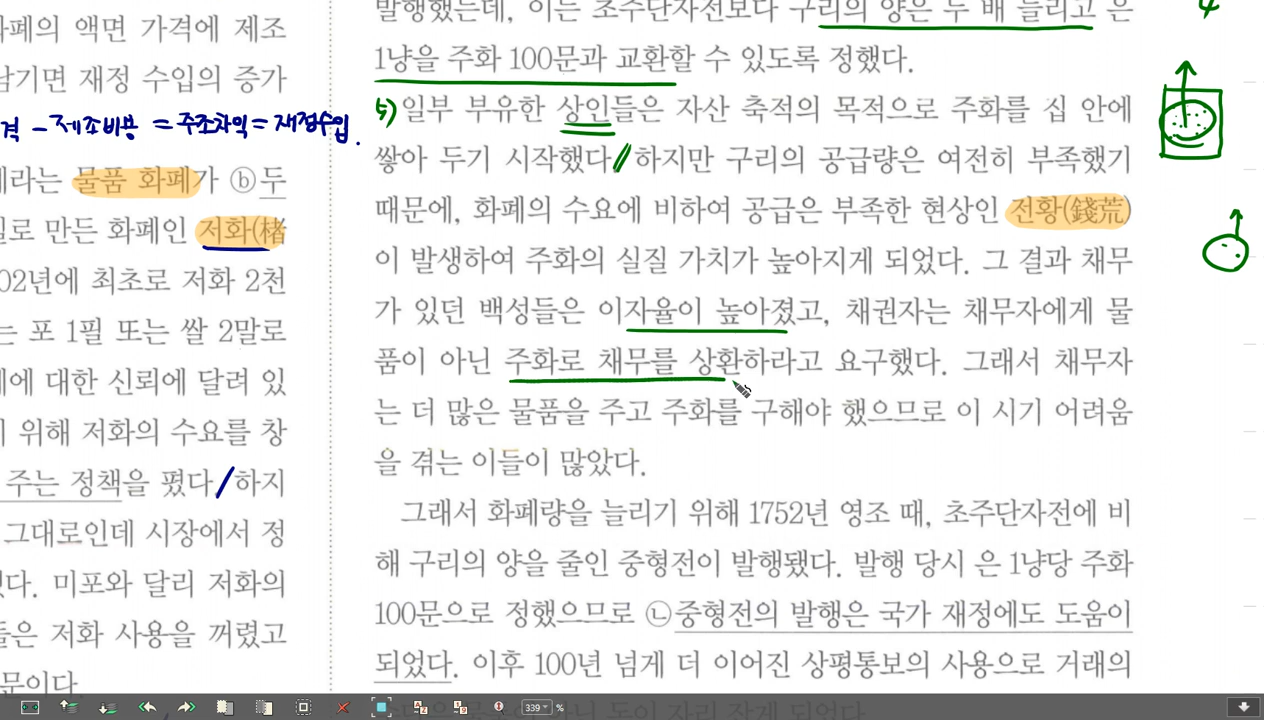 화폐의 액면 가격에 제조
남기면 재정 수입의 증가
격 - 제조비용 = 주조차익 = 재정수입.
라는 물품 화폐가 ⓑ두
로 만든 화폐인 저화(楮
02년에 최초로 저화 2천
는 포 1필 또는 쌀 2말로
에 대한 신뢰에 달려 있
위해 저화의 수요를 창
주는 정책을 폈다/하지
그대로인데 시장에서 정
다. 미포와 달리 저화의
들은 저화 사용을 꺼렸고
문이다.
발행했는데, 이는 초주단자전보다 구리의 양은 두 배 늘리고 은
1냥을 주화 100문과 교환할 수 있도록 정했다.
5) 일부 부유한 상인들은 자산 축적의 목적으로 주화를 집 안에
쌓아 두기 시작했다//하지만 구리의 공급량은 여전히 부족했기
때문에, 화폐의 수요에 비하여 공급은 부족한 현상인 전황(錢荒)
이 발생하여 주화의 실질 가치가 높아지게 되었다. 그 결과 채무
가 있던 백성들은 이자율이 높아졌고, 채권자는 채무자에게 물
품이 아닌 주화로 채무를 상환하라고 요구했다. 그래서 채무자
는 더 많은 물품을 주고 주화를 구해야 했으므로 이 시기 어려움
을 겪는 이들이 많았다.
그래서 화폐량을 늘리기 위해 1752년 영조 때, 초주단자전에 비
해 구리의 양을 줄인 중형전이 발행됐다. 발행 당시 은 1냥당 주화
100문으로 정했으므로 ㉡중형전의 발행은 국가 재정에도 도움이
되었다. 이후 100년 넘게 더 이어진 상평통보의 사용으로 거래의
339 %